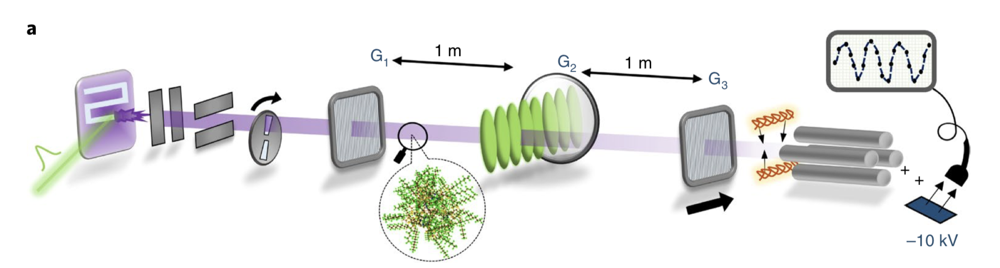 a
G₁
1 m
G₂
1 m
G₃
+
+
–10 kV